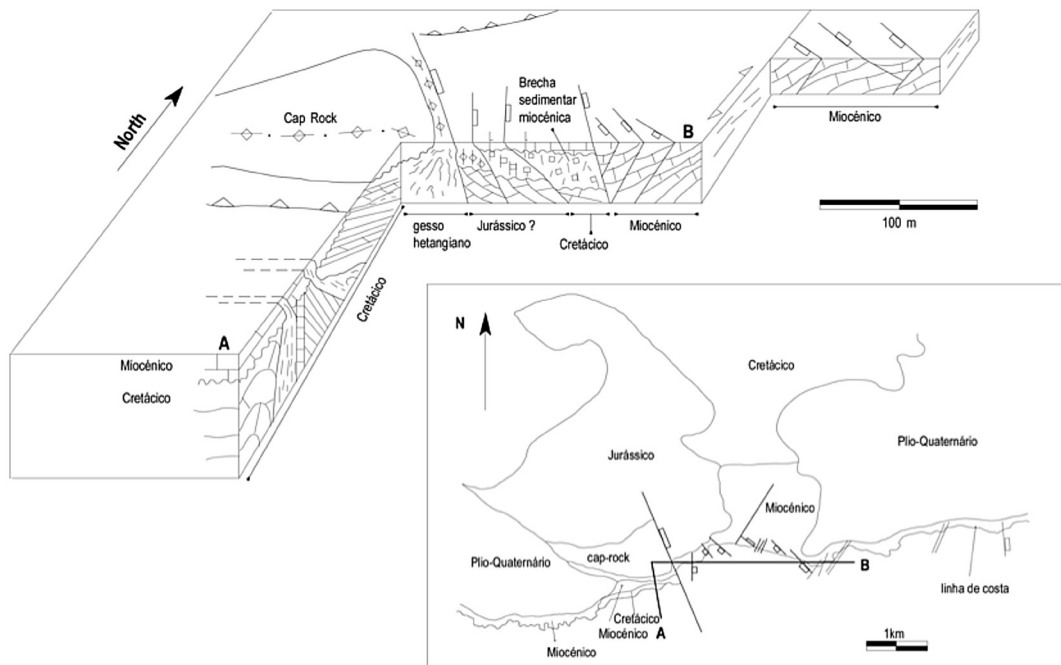 North
Cap Rock
Brecha
sedimentar
miocénica
B
Miocénico
100 m
gesso
hetangiano
Jurássico ?
Cretácico
Miocénico
Cretácico
A
Miocénico
Cretácico
N
Cretácico
Plio-Quaternário
Jurássico
Miocénico
Plio-Quaternário
cap-rock
B
linha de costa
Cretácico
Miocénico
A
Miocénico
1km